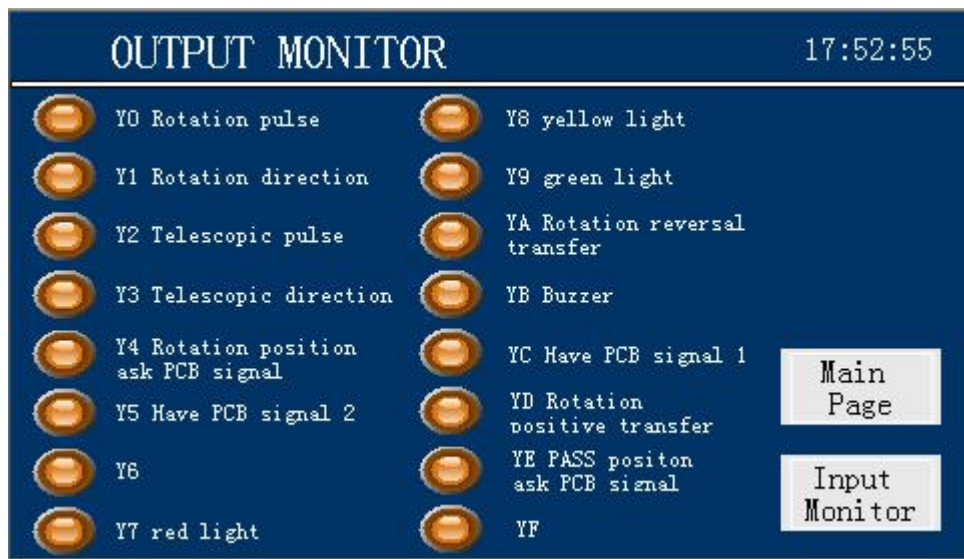 OUTPUT MONITOR
17:52:55
Y0 Rotation pulse
Y1 Rotation direction
Y2 Telescopic pulse
Y3 Telescopic direction
Y4 Rotation position
ask PCB signal
Y5 Have PCB signal 2
Y6
Y7 red light
Y8 yellow light
Y9 green light
YA Rotation reversal
transfer
YB Buzzer
YC Have PCB signal 1
YD Rotation
positive transfer
YE PASS positon
ask PCB signal
YF
Main
Page
Input
Monitor